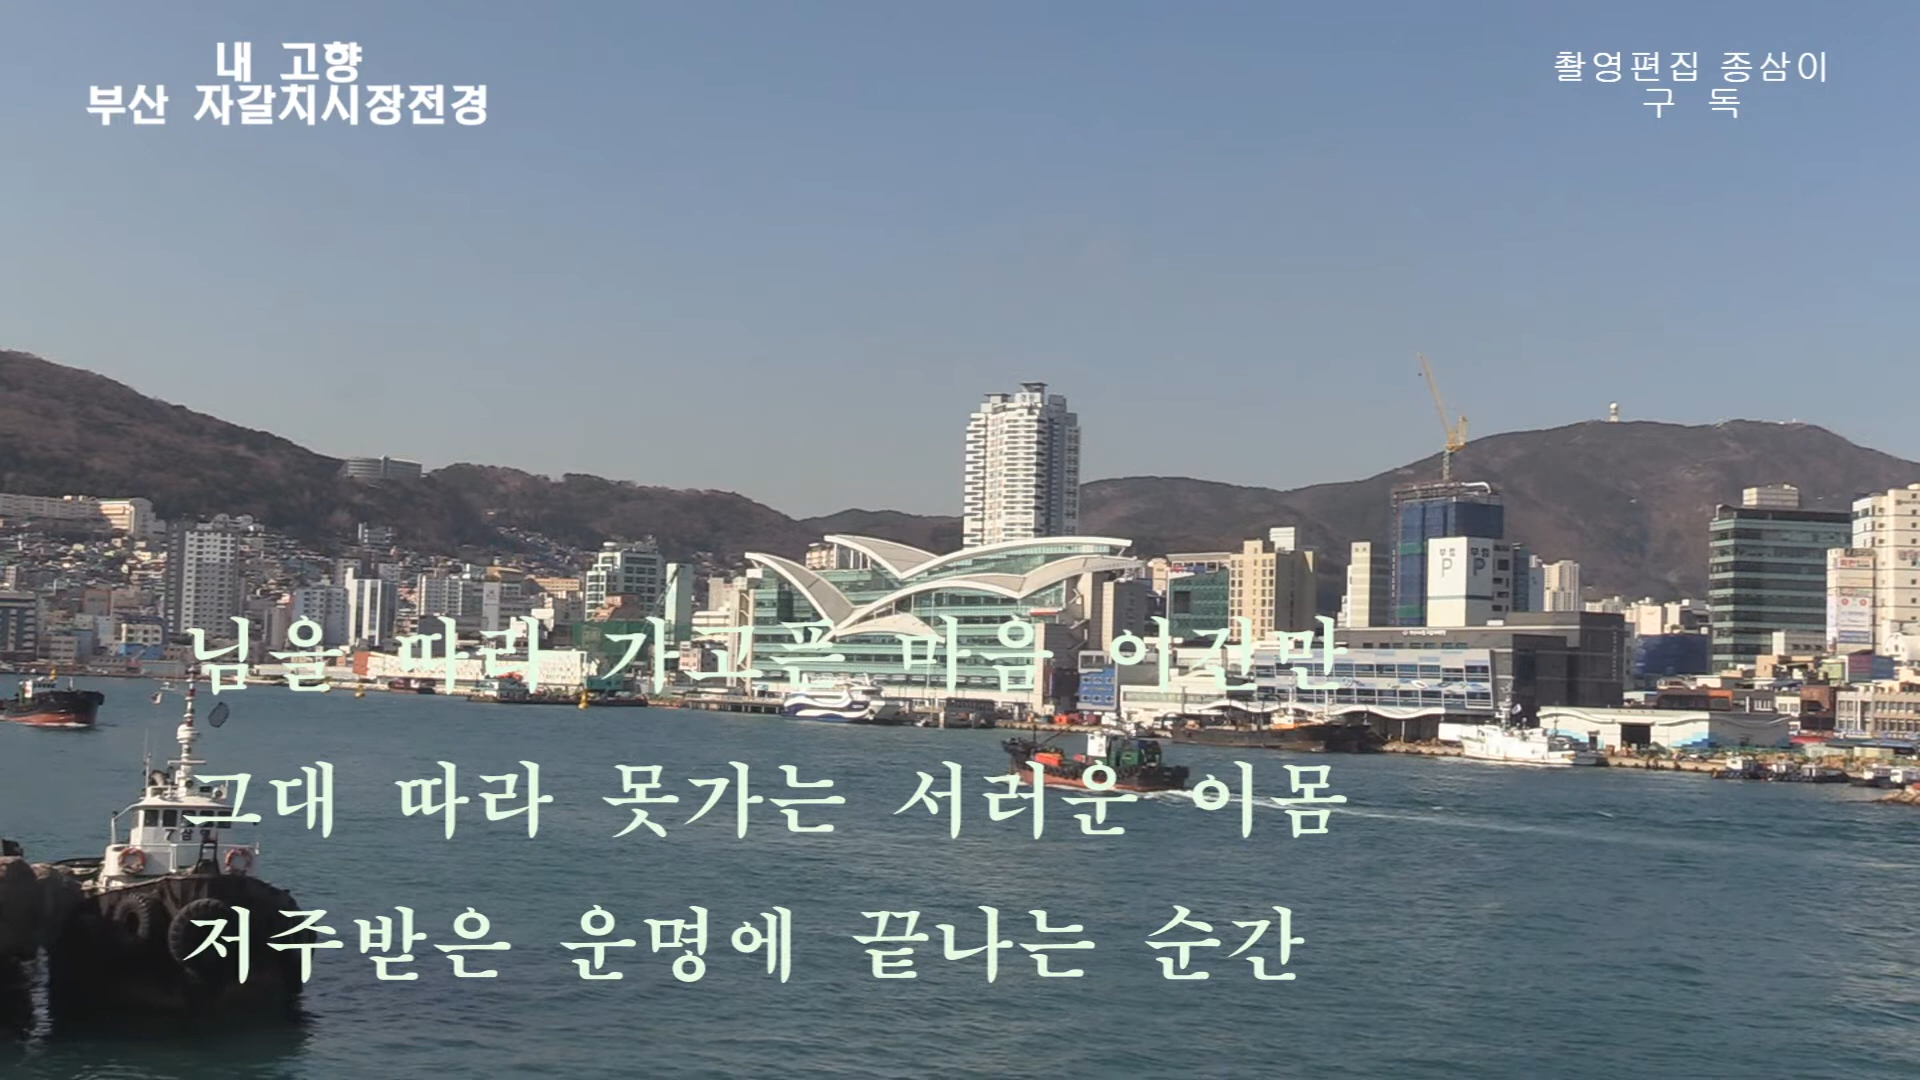 내 고향
부산 자갈치시장전경
촬영편집 종삼이
구 독
님을 따라 가고픈 마음 이건만
그대 따라 못가는 서러운 이몸
저주받은 운명에 끝나는 순간